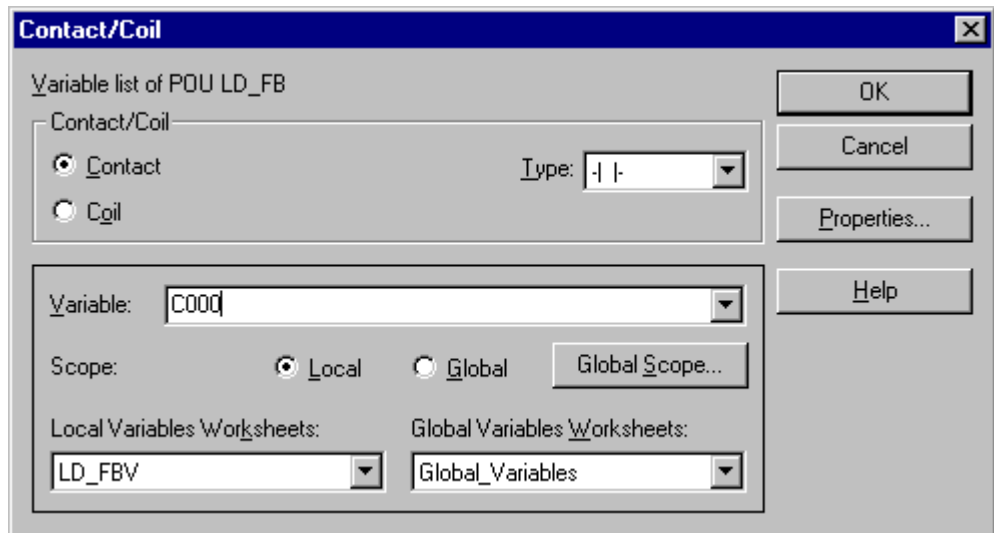 Contact/Coil
Variable list of POU LD_FB
OK
Contact/Coil
Contact
Type: -| |-
Cancel
Coil
Properties...
Variable: C000
Help
Scope: Local Global Global Scope...
Local Variables Worksheets: Global Variables Worksheets:
LD_FBV Global_Variables